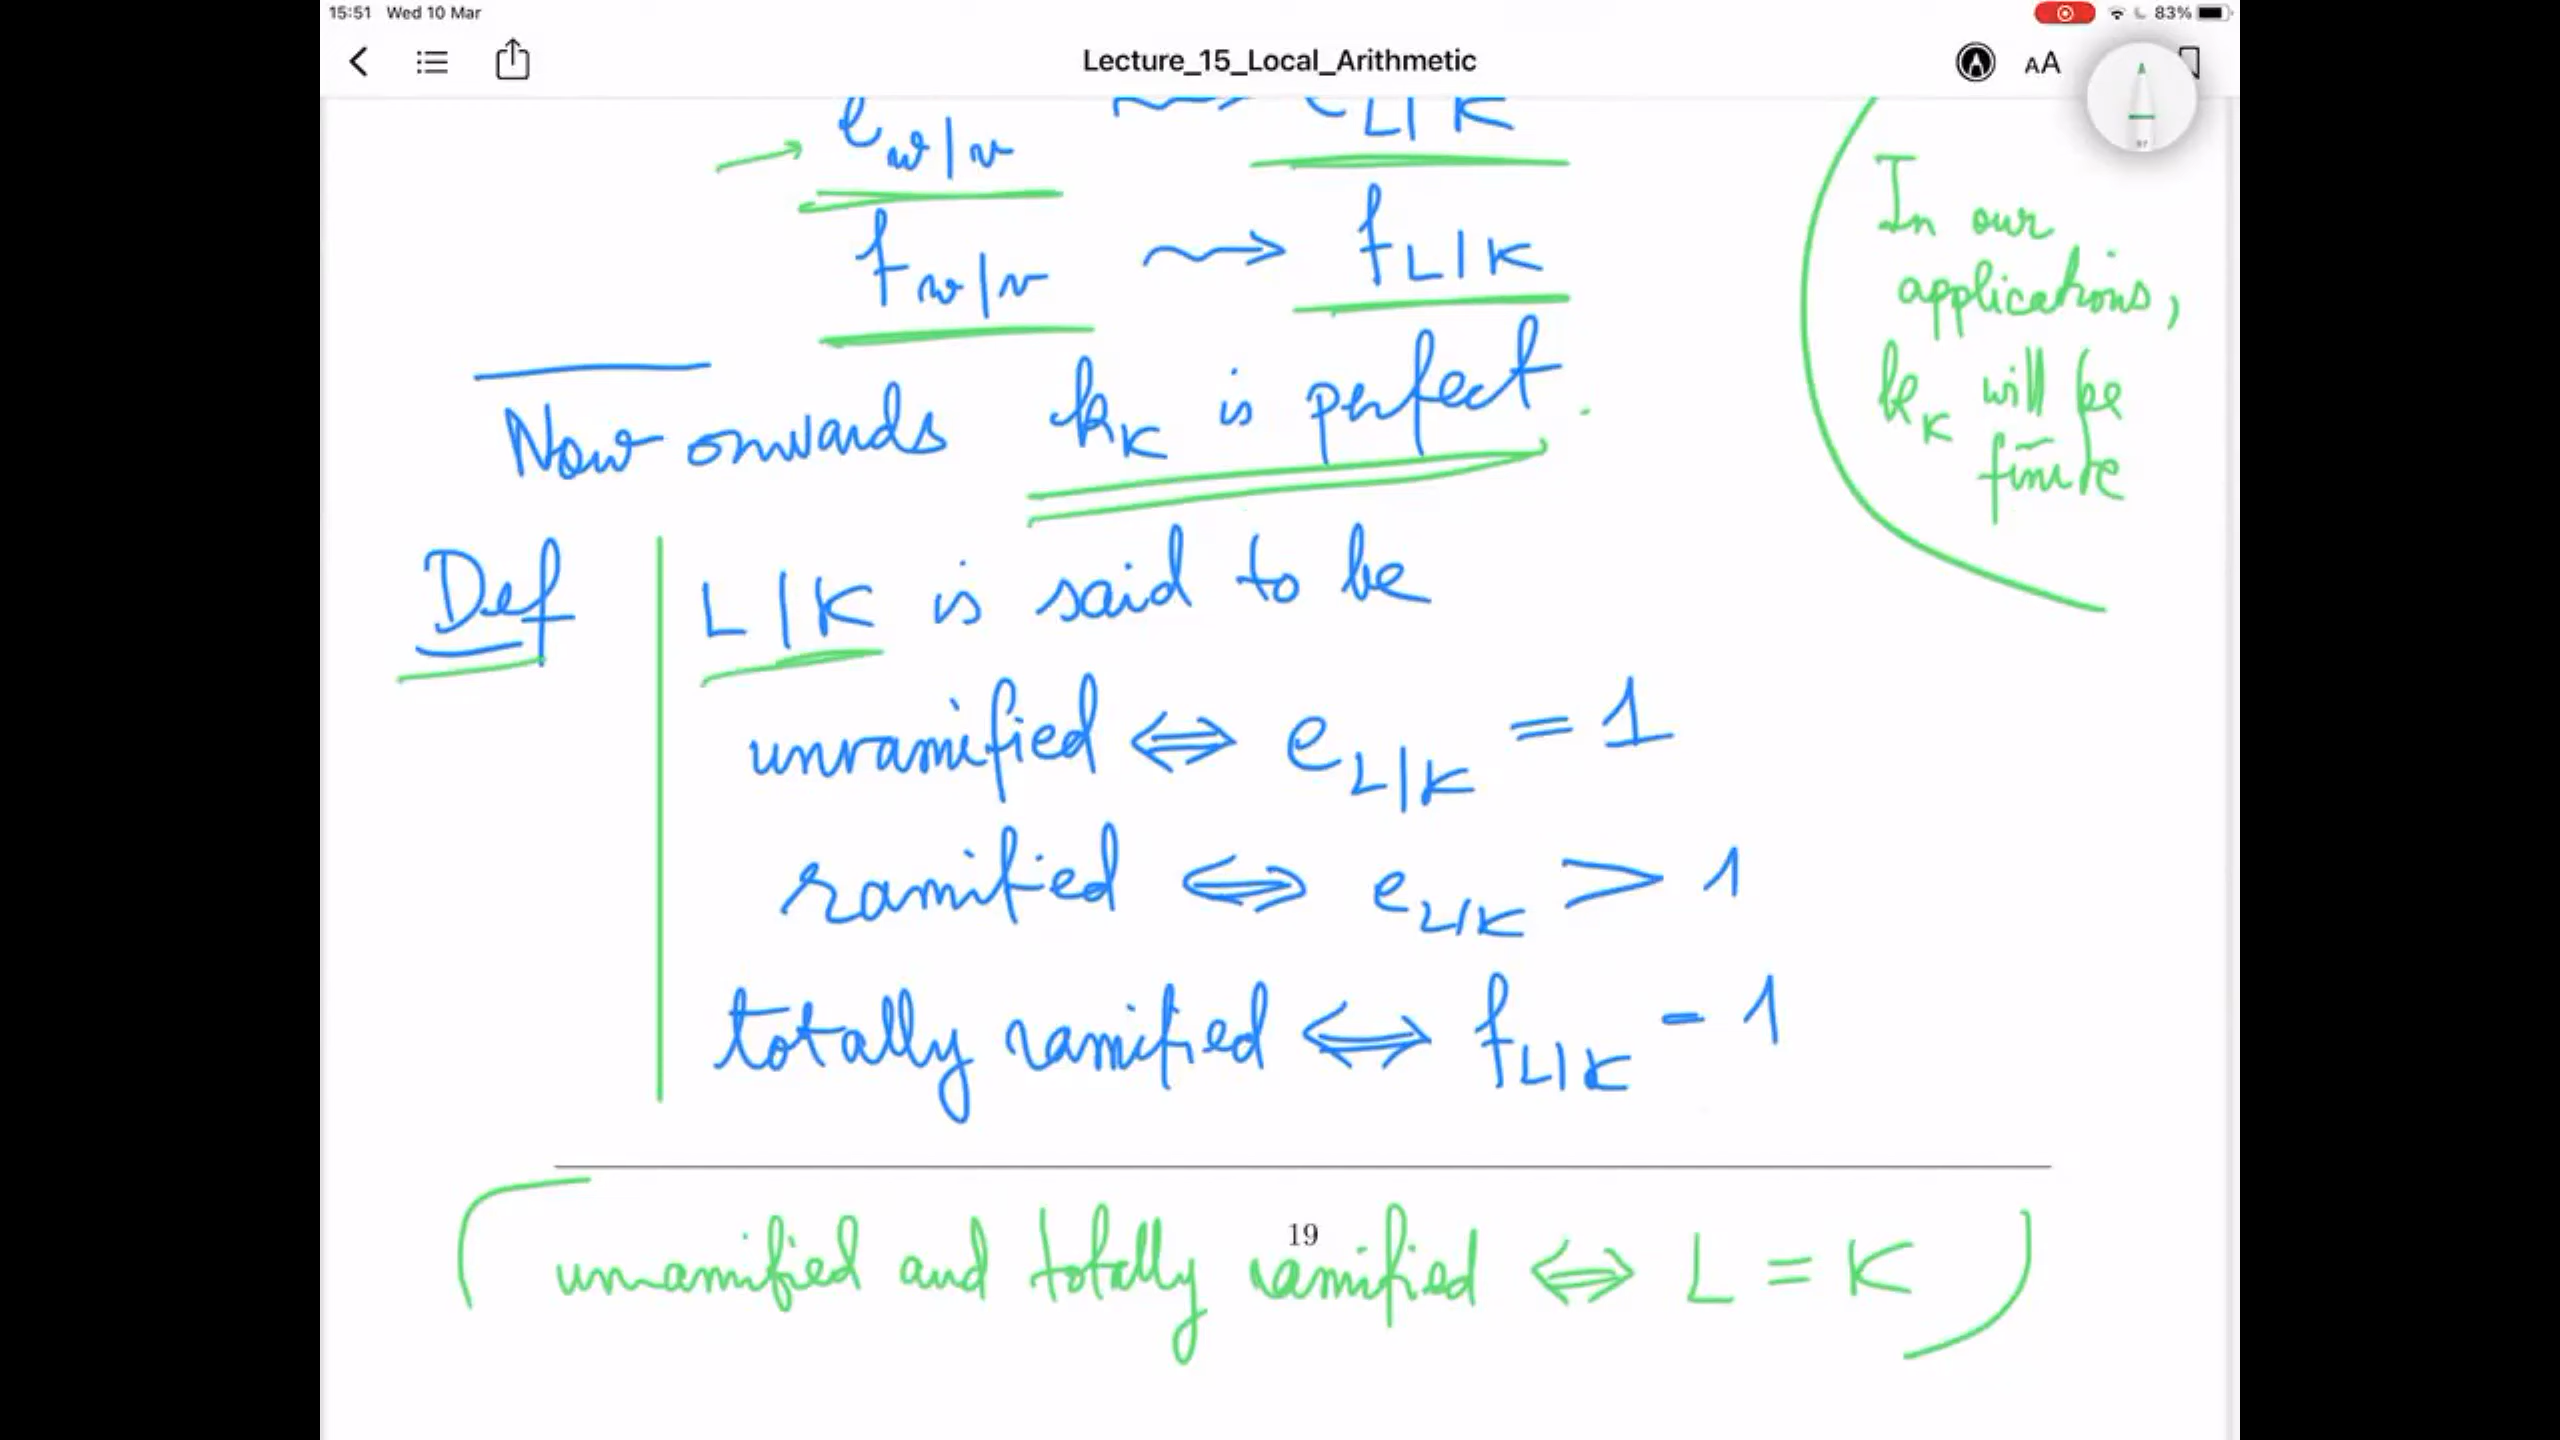 15:51 Wed 10 Mar
83%
Lecture_15_Local_Arithmetic
AA
e_{w|v} ⇝ e_{L|K}
f_{w|v} ⇝ f_{L|K}
In our
applications,
k_K will be
finite
Now onwards k_K is perfect.
Def L|K is said to be
unramified ⇔ e_{L|K} = 1
ramified ⇔ e_{L|K} > 1
totally ramified ⇔ f_{L|K} - 1
19
( unramified and totally ramified ⇔ L = K )